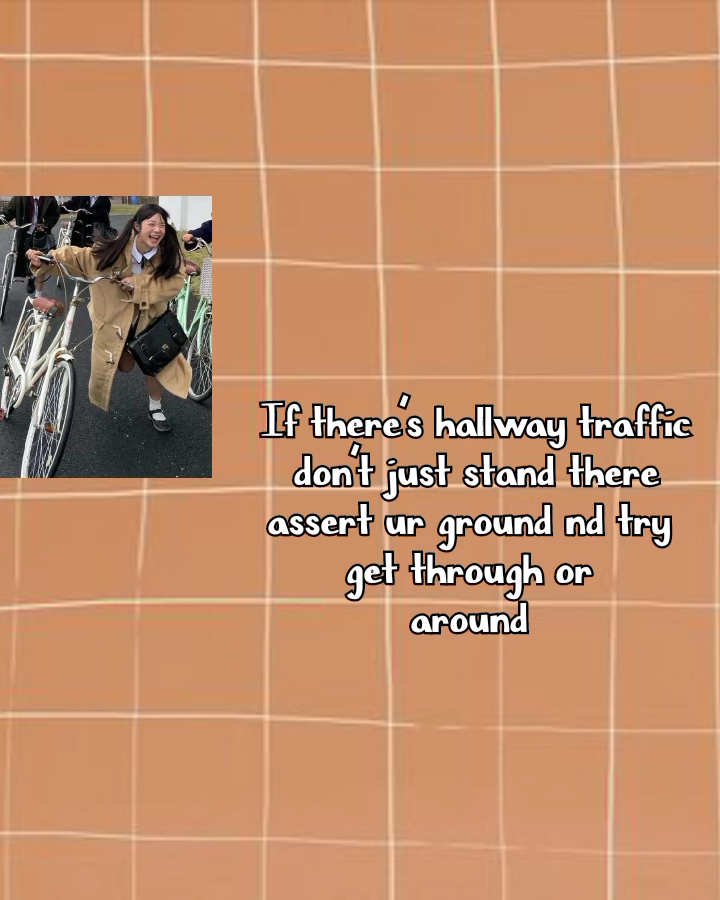 If there's hallway traffic
don't just stand there
assert ur ground nd try
get through or
around